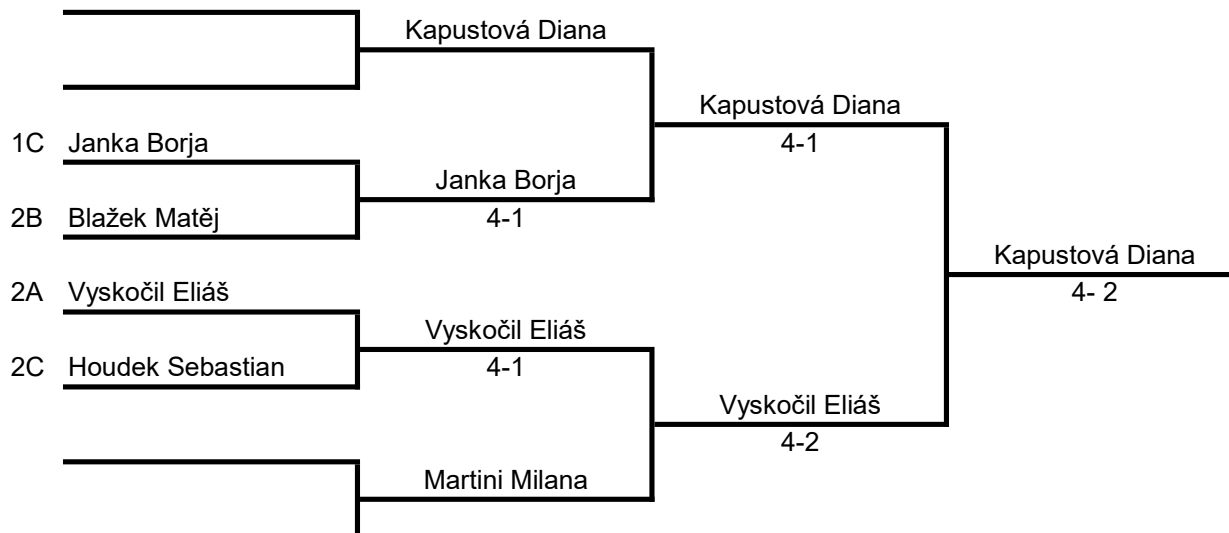 Kapustová Diana
Kapustová Diana
1C Janka Borja
4-1
Janka Borja
2B Blažek Matěj
4-1
Kapustová Diana
2A Vyskočil Eliáš
4- 2
Vyskočil Eliáš
2C Houdek Sebastian
4-1
Vyskočil Eliáš
4-2
Martini Milana